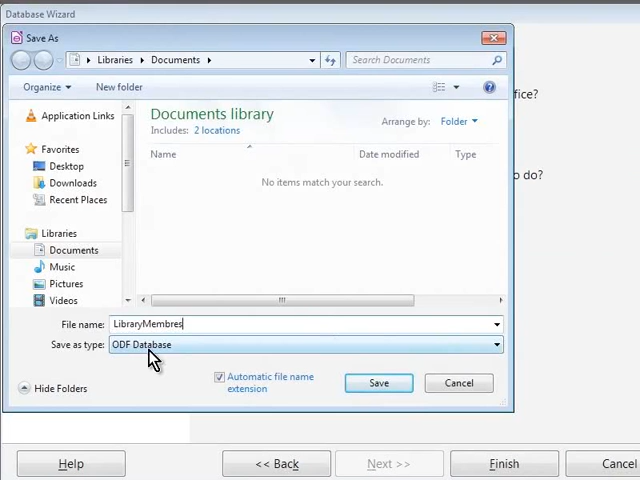 Database Wizard
Save As
Libraries Documents
Search Documents
Organize New folder
Application Links
Favorites
Desktop
Downloads
Recent Places
Libraries
Documents
Music
Pictures
Videos
Documents library
Includes: 2 locations
Arrange by: Folder
Name Date modified Type
No items match your search.
fice?
o do?
File name: LibraryMembres
Save as type: ODF Database
Hide Folders
Automatic file name
extension
Save Cancel
Help << Back Next >> Finish Cancel